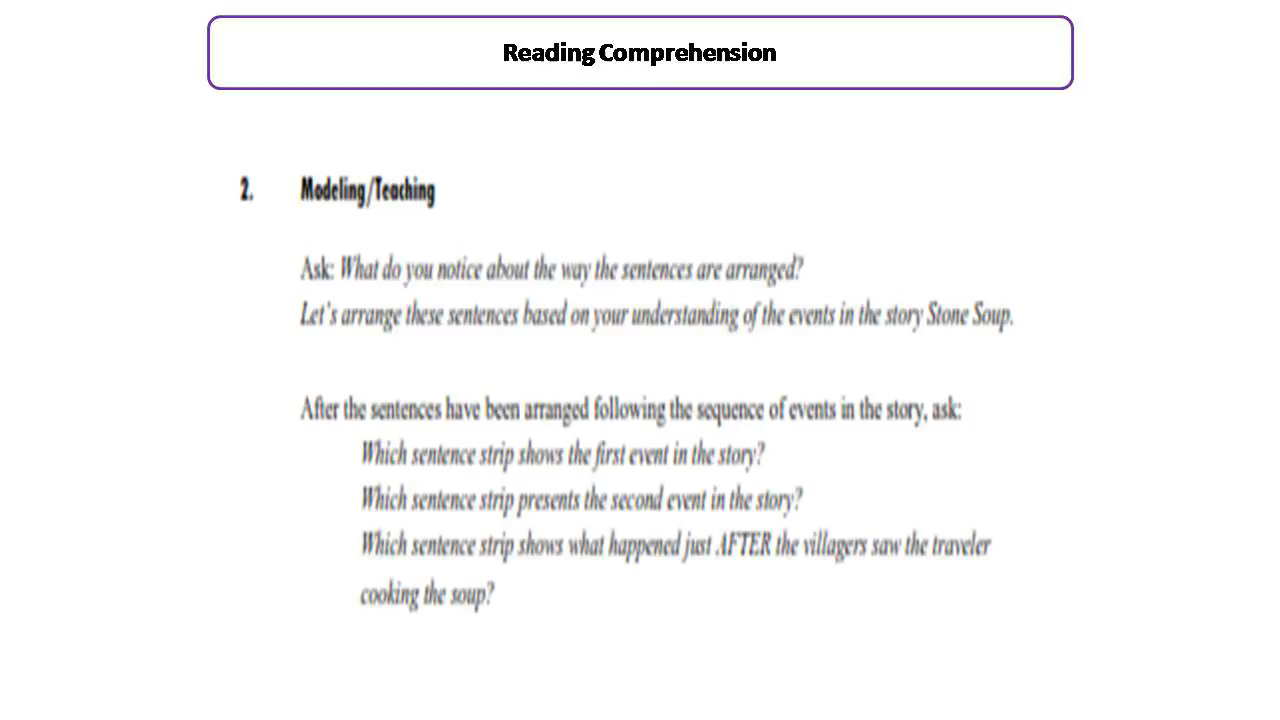 Reading Comprehension
2. Modeling/Teaching
Ask: What do you notice about the way the sentences are arranged?
Let's arrange these sentences based on your understanding of the events in the story Stone Soup.
After the sentences have been arranged following the sequence of events in the story, ask:
Which sentence strip shows the first event in the story?
Which sentence strip presents the second event in the story?
Which sentence strip shows what happened just AFTER the villagers saw the traveler
cooking the soup?